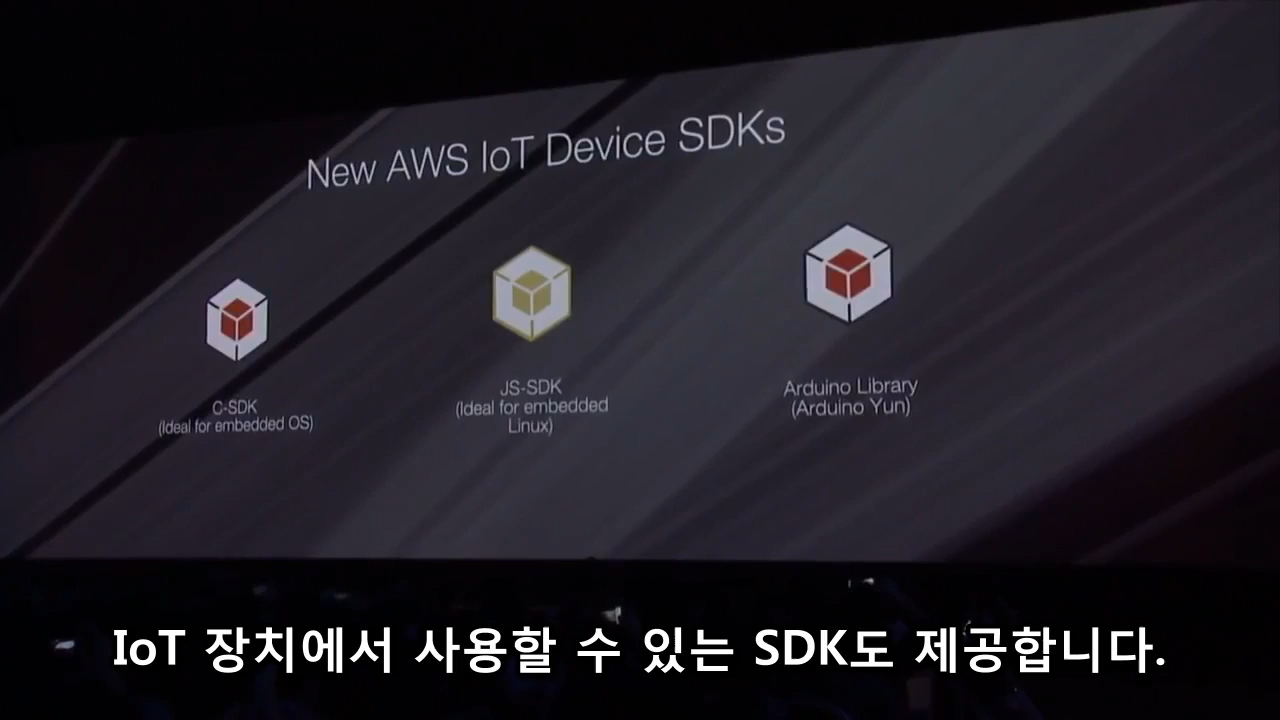 New AWS IoT Device SDKs
C-SDK
(Ideal for embedded OS)
JS-SDK
(Ideal for embedded
Linux)
Arduino Library
(Arduino Yun)
IoT 장치에서 사용할 수 있는 SDK도 제공합니다.